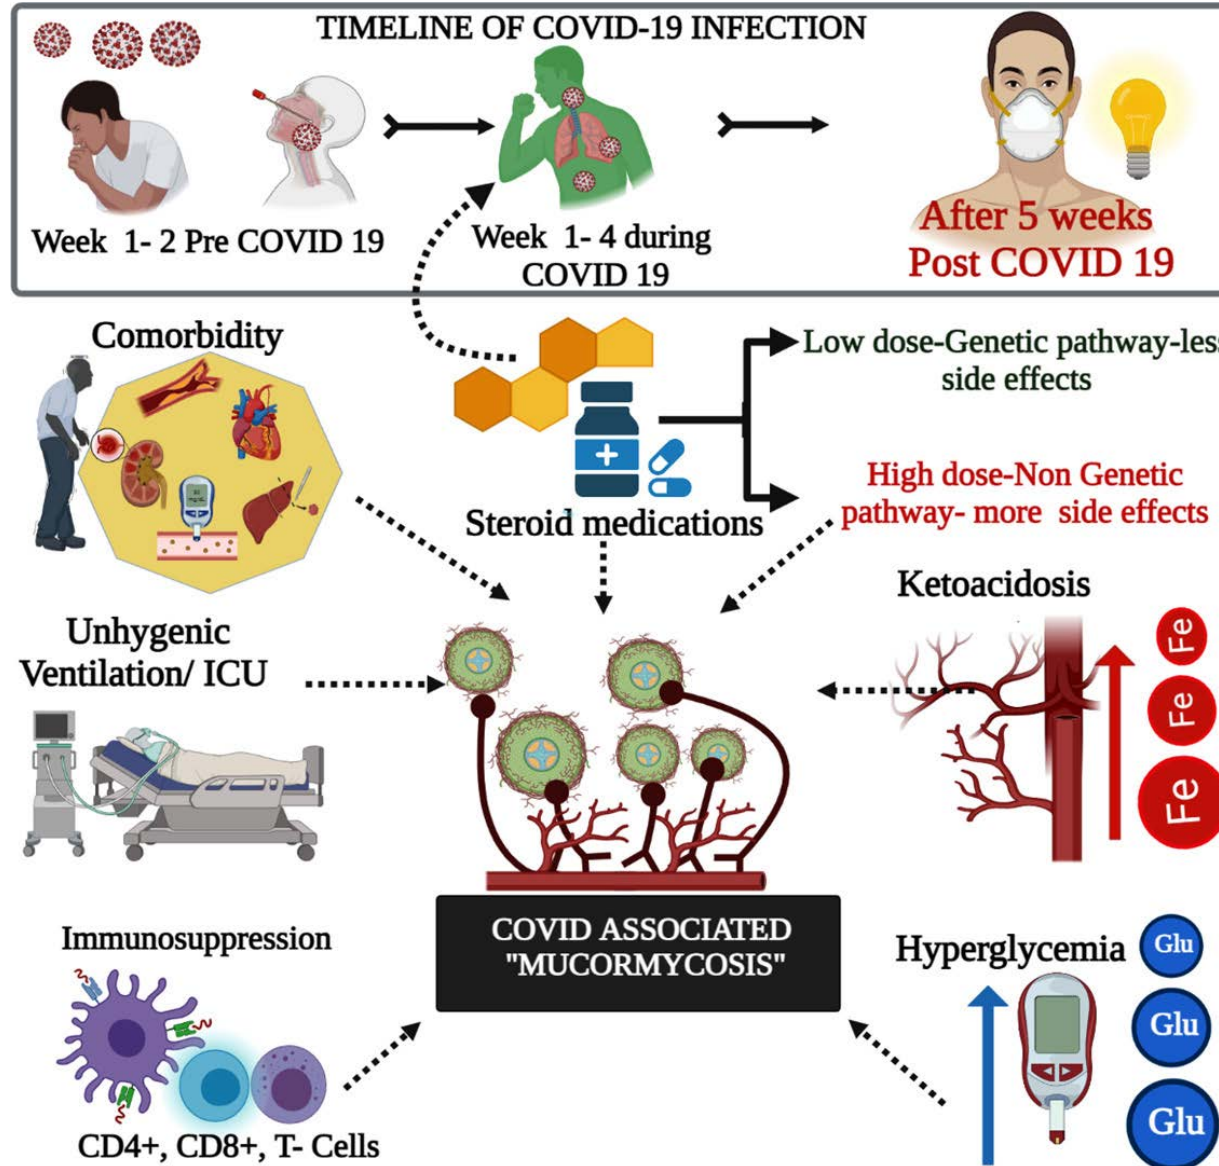 TIMELINE OF COVID-19 INFECTION
Week 1- 2 Pre COVID 19
Week 1- 4 during
COVID 19
After 5 weeks
Post COVID 19
Comorbidity
Steroid medications
Low dose-Genetic pathway-less
side effects
High dose-Non Genetic
pathway- more side effects
Unhygenic
Ventilation/ ICU
Ketoacidosis
Fe
Fe
Fe
COVID ASSOCIATED
"MUCORMYCOSIS"
Immunosuppression
CD4+, CD8+, T- Cells
Hyperglycemia
Glu
Glu
Glu